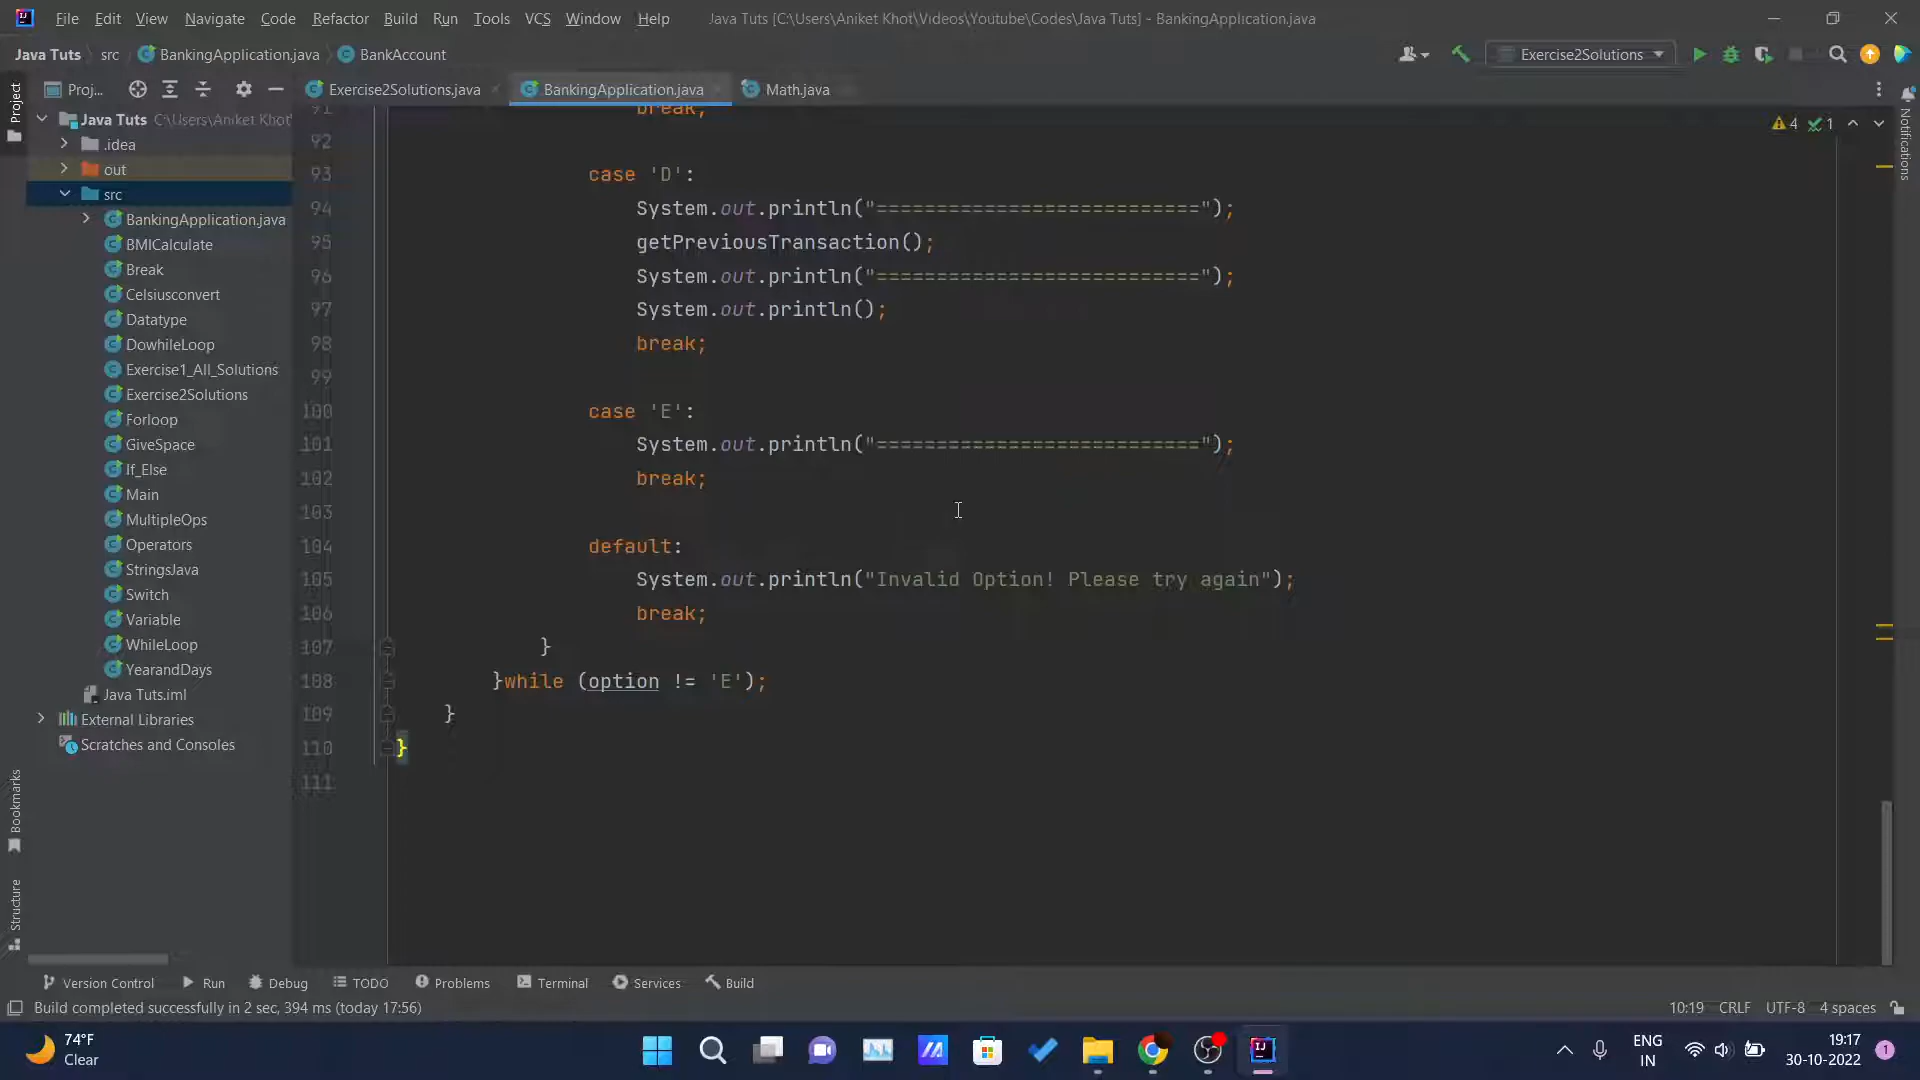 File Edit View Navigate Code Refactor Build Run Tools VCS Window Help Java Tuts [C:\Users\Aniket Khot\Videos\Youtube\Codes\Java Tuts] - BankingApplication.java
Java Tuts src BankingApplication.java BankAccount Exercise2Solutions
Proj... Exercise2Solutions.java BankingApplication.java Math.java
Project
Notifications
Java Tuts C:\Users\Aniket Khot
.idea
out
src
BankingApplication.java
BMICalculate
Break
Celsiusconvert
Datatype
DowhileLoop
Exercise1_All_Solutions
Exercise2Solutions
Forloop
GiveSpace
If_Else
Main
MultipleOps
Operators
StringsJava
Switch
Variable
WhileLoop
YearandDays
Java Tuts.iml
External Libraries
Scratches and Consoles
Bookmarks
Structure
4 1
91 break;
92
93 case 'D':
94 System.out.println("===========================");
95 getPreviousTransaction();
96 System.out.println("===========================");
97 System.out.println();
98 break;
99
100 case 'E':
101 System.out.println("===========================");
102 break;
103
104 default:
105 System.out.println("Invalid Option! Please try again");
106 break;
107 }
108 }while (option != 'E');
109 }
110 }
111
Version Control Run Debug TODO Problems Terminal Services Build
Build completed successfully in 2 sec, 394 ms (today 17:56) 10:19 CRLF UTF-8 4 spaces
74°F
Clear
ENG
IN
19:17
30-10-2022
1